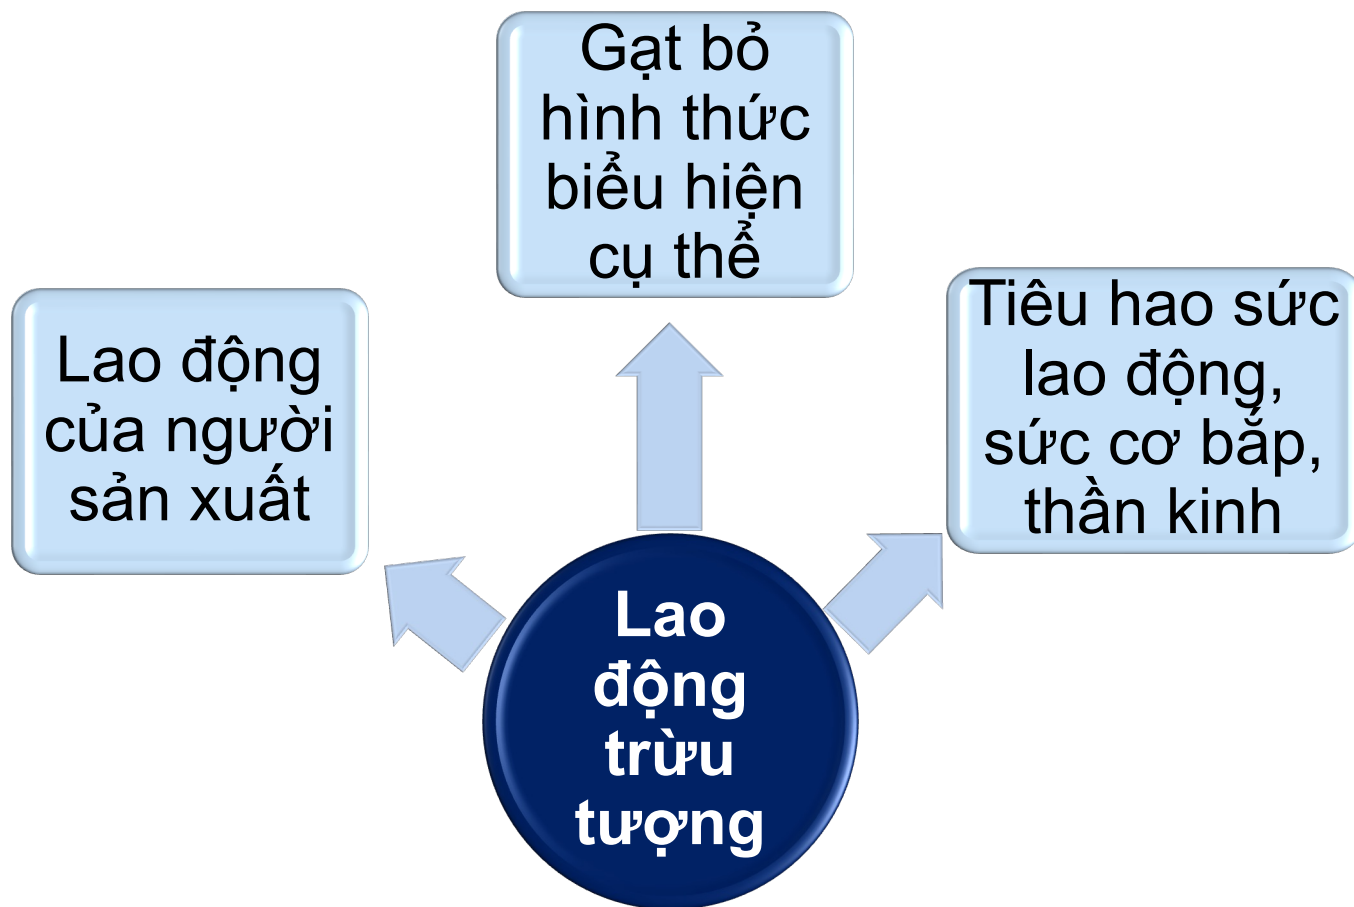 Gạt bỏ
hình thức
biểu hiện
cụ thể
Lao động
của người
sản xuất
Tiêu hao sức
lao động,
sức cơ bắp,
thần kinh
Lao
động
trừu
tượng